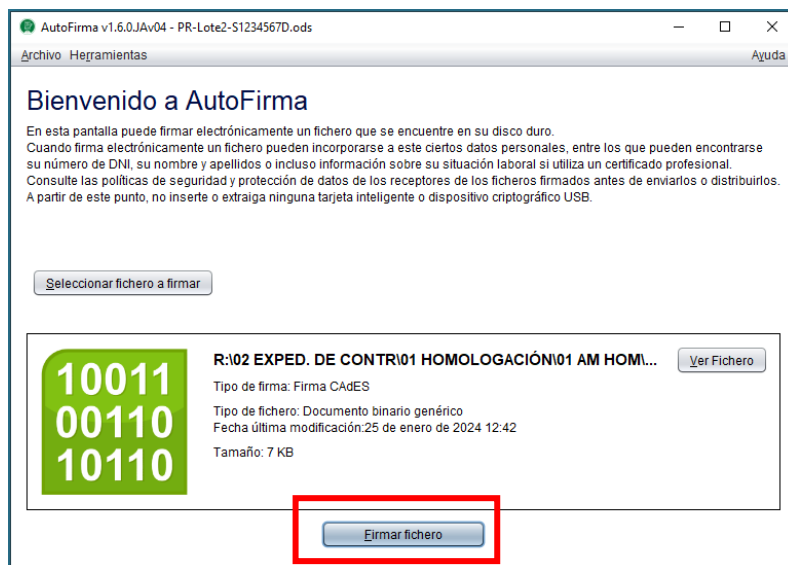 AutoFirma v1.6.0.JAv04 - PR-Lote2-S1234567D.ods
Archivo Herramientas Ayuda
Bienvenido a AutoFirma
En esta pantalla puede firmar electrónicamente un fichero que se encuentre en su disco duro.
Cuando firma electrónicamente un fichero pueden incorporarse a este ciertos datos personales, entre los que pueden encontrarse
su número de DNI, su nombre y apellidos o incluso información sobre su situación laboral si utiliza un certificado profesional.
Consulte las políticas de seguridad y protección de datos de los receptores de los ficheros firmados antes de enviarlos o distribuirlos.
A partir de este punto, no inserte o extraiga ninguna tarjeta inteligente o dispositivo criptográfico USB.
Seleccionar fichero a firmar
10011
00110
10110
R:\02 EXPED. DE CONTR\01 HOMOLOGACIÓN\01 AM HOM\...
Ver Fichero
Tipo de firma: Firma CAdES
Tipo de fichero: Documento binario genérico
Fecha última modificación:25 de enero de 2024 12:42
Tamaño: 7 KB
Firmar fichero